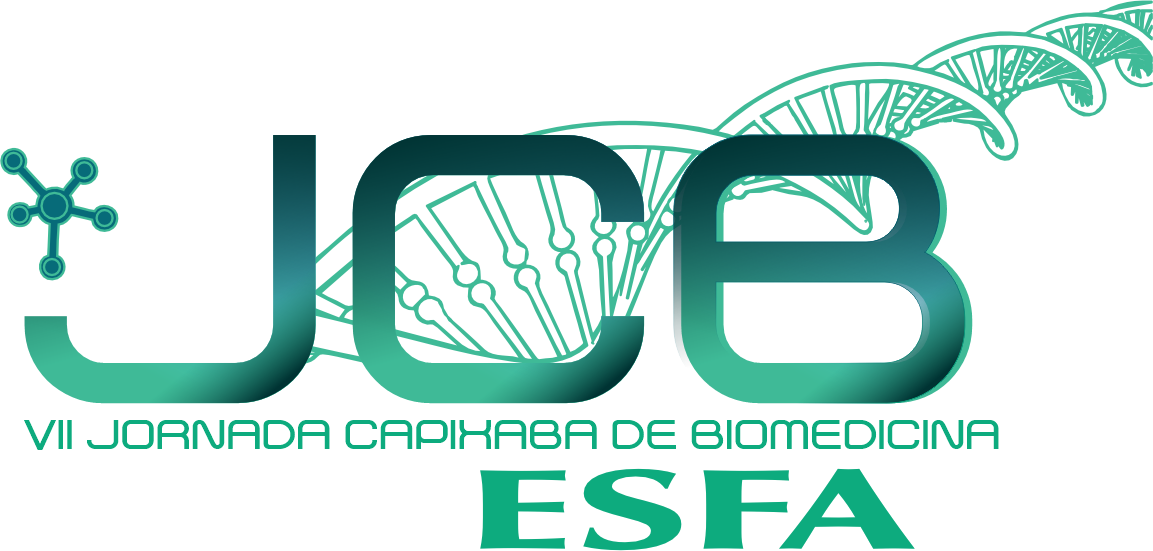 JCB
VII JORNADA CAPIXABA DE BIOMEDICINA
ESFA